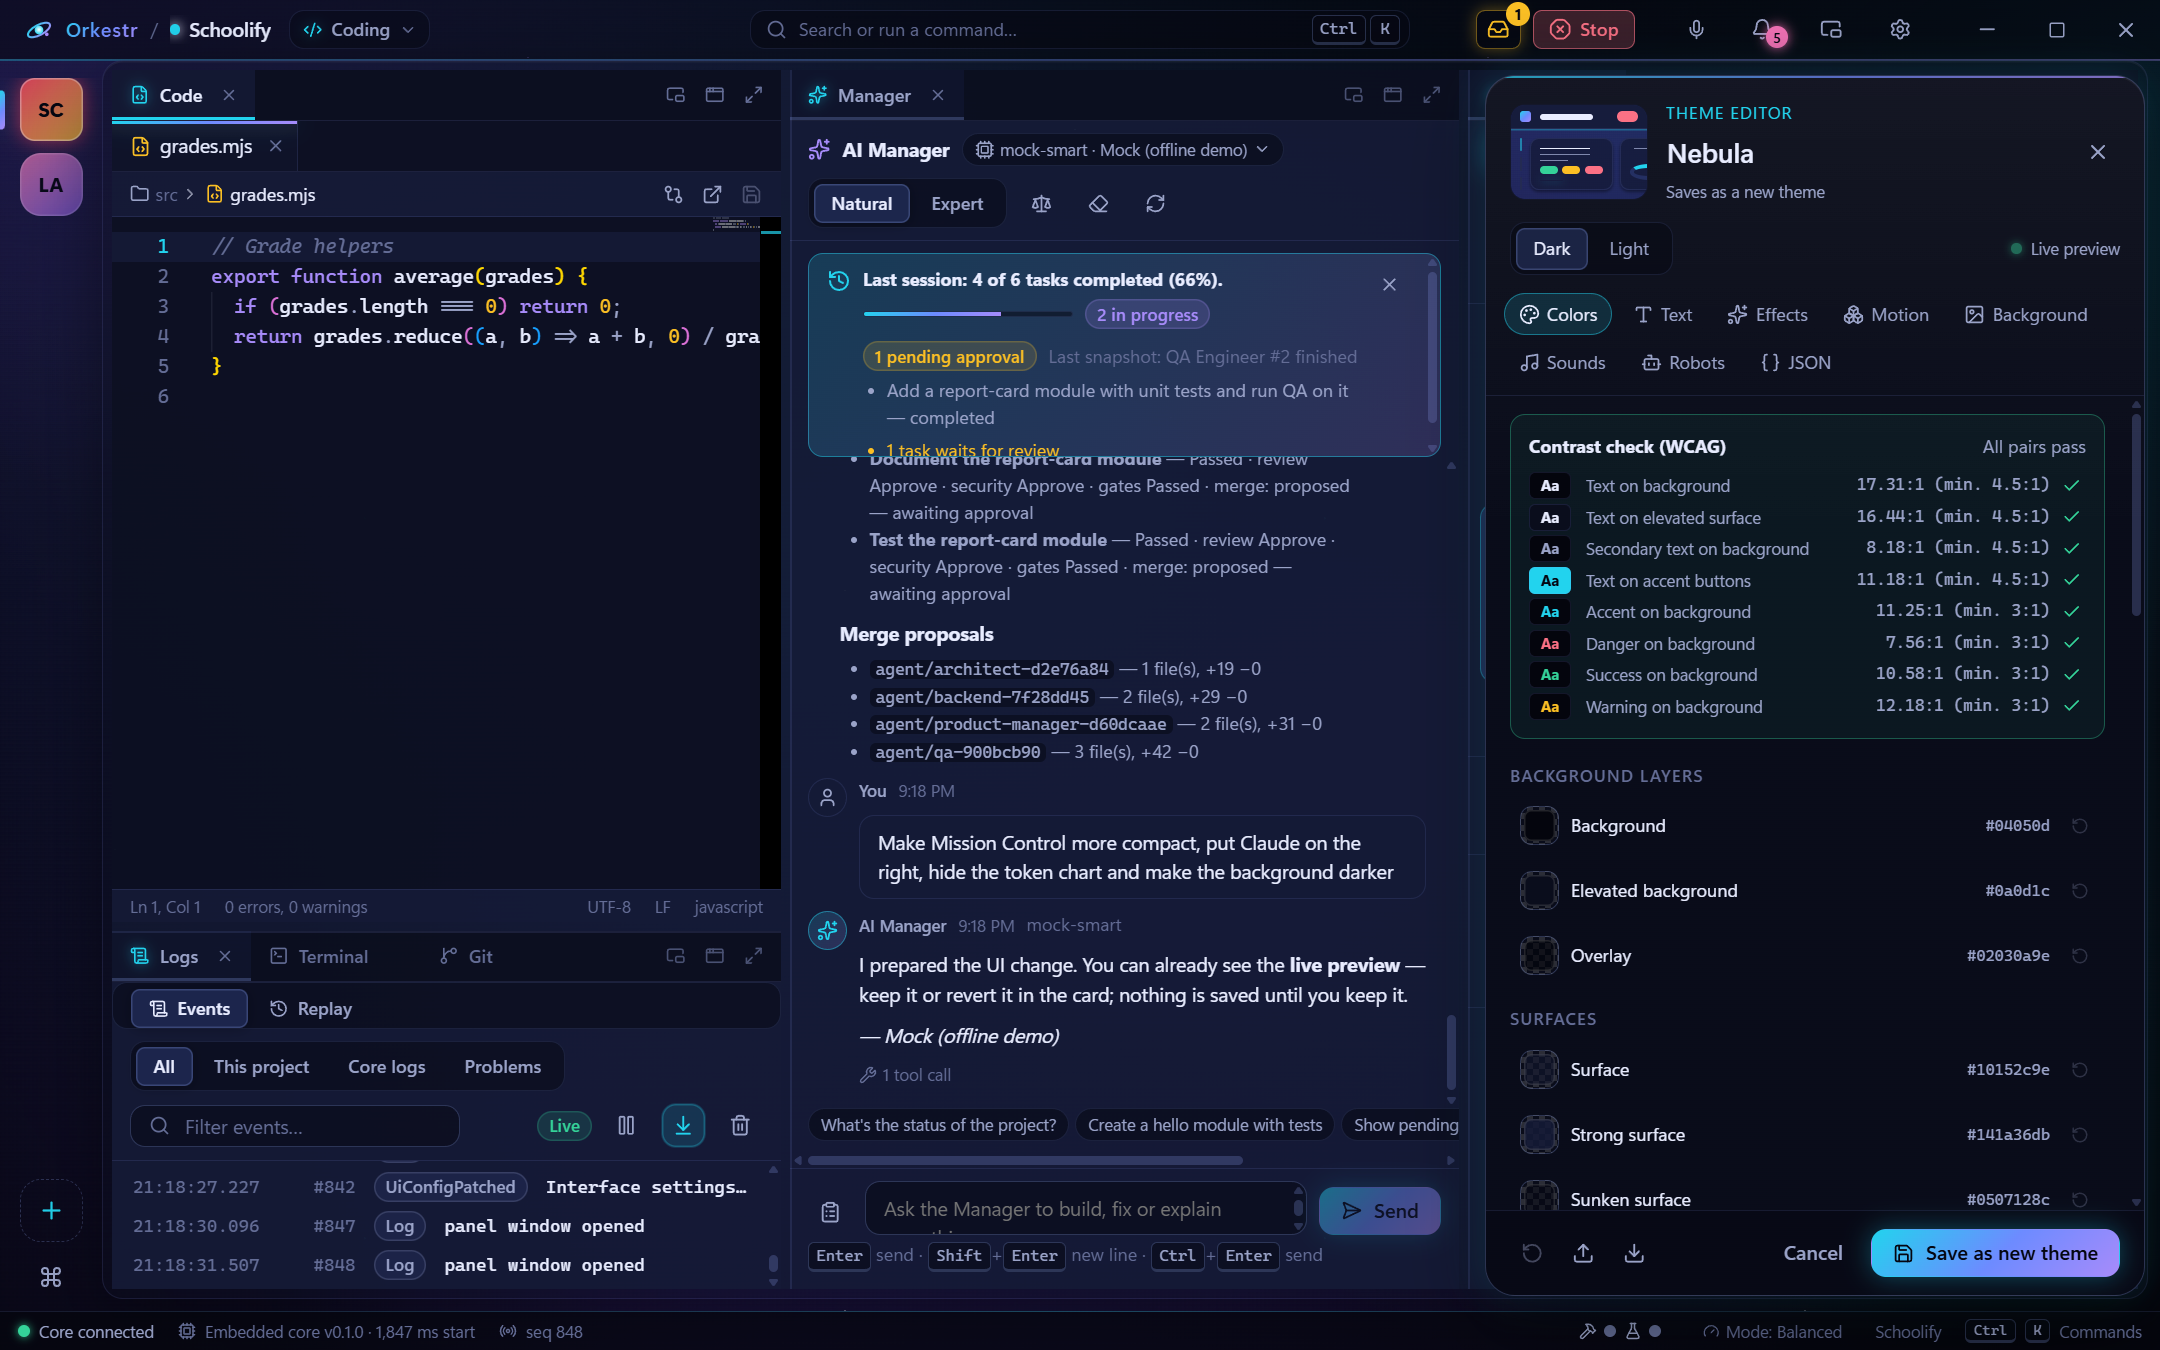 Orkestr / Schoolify
Coding
Search or run a command...
Ctrl K
1
Stop
5
SC
LA
Code
grades.mjs
src > grades.mjs
1 // Grade helpers
2 export function average(grades) {
3 if (grades.length === 0) return 0;
4 return grades.reduce((a, b) => a + b, 0) / gra
5 }
6
Ln 1, Col 1 0 errors, 0 warnings UTF-8 LF javascript
Logs Terminal Git
Events Replay
All This project Core logs Problems
Filter events... Live
21:18:27.227 #842 UiConfigPatched Interface settings…
21:18:30.096 #847 Log panel window opened
21:18:31.507 #848 Log panel window opened
Manager
AI Manager mock-smart · Mock (offline demo)
Natural Expert
Last session: 4 of 6 tasks completed (66%).
2 in progress
1 pending approval Last snapshot: QA Engineer #2 finished
• Add a report-card module with unit tests and run QA on it
— completed
• 1 task waits for review
• Document the report-card module — Passed · review
Approve · security Approve · gates Passed · merge: proposed
— awaiting approval
• Test the report-card module — Passed · review Approve ·
security Approve · gates Passed · merge: proposed —
awaiting approval
Merge proposals
• agent/architect-d2e76a84 — 1 file(s), +19 −0
• agent/backend-7f28dd45 — 2 file(s), +29 −0
• agent/product-manager-d60dcaae — 2 file(s), +31 −0
• agent/qa-900bcb90 — 3 file(s), +42 −0
You 9:18 PM
Make Mission Control more compact, put Claude on the
right, hide the token chart and make the background darker
AI Manager 9:18 PM mock-smart
I prepared the UI change. You can already see the live preview —
keep it or revert it in the card; nothing is saved until you keep it.
— Mock (offline demo)
1 tool call
What's the status of the project? Create a hello module with tests Show pending
Ask the Manager to build, fix or explain
Send
Enter send · Shift+Enter new line · Ctrl+Enter send
THEME EDITOR
Nebula
Saves as a new theme
Dark Light Live preview
Colors Text Effects Motion Background
Sounds Robots {} JSON
Contrast check (WCAG) All pairs pass
Aa Text on background 17.31:1 (min. 4.5:1)
Aa Text on elevated surface 16.44:1 (min. 4.5:1)
Aa Secondary text on background 8.18:1 (min. 4.5:1)
Aa Text on accent buttons 11.18:1 (min. 4.5:1)
Aa Accent on background 11.25:1 (min. 3:1)
Aa Danger on background 7.56:1 (min. 3:1)
Aa Success on background 10.58:1 (min. 3:1)
Aa Warning on background 12.18:1 (min. 3:1)
BACKGROUND LAYERS
Background #04050d
Elevated background #0a0d1c
Overlay #02030a9e
SURFACES
Surface #10152c9e
Strong surface #141a36db
Sunken surface #0507128c
Cancel Save as new theme
Core connected Embedded core v0.1.0 · 1,847 ms start seq 848
Mode: Balanced Schoolify Ctrl K Commands